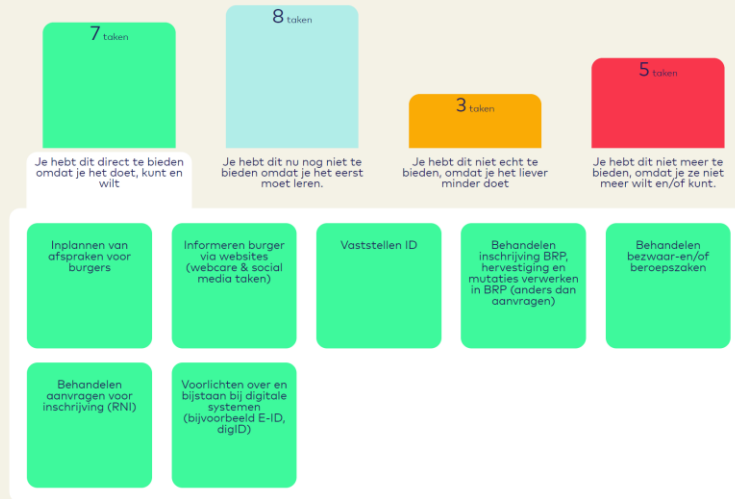 7 taken
8 taken
3 taken
5 taken
Je hebt dit direct te bieden
omdat je het doet, kunt en
wilt
Je hebt dit nu nog niet te
bieden omdat je het eerst
moet leren.
Je hebt dit niet echt te
bieden, omdat je het liever
minder doet
Je hebt dit niet meer te
bieden, omdat je ze niet
meer wilt en/of kunt.
Inplannen van
afspraken voor
burgers
Informeren burger
via websites
(webcare & social
media taken)
Vaststellen ID
Behandelen
inschrijving BRP,
hervestiging en
mutaties verwerken
in BRP (anders dan
aanvragen)
Behandelen
bezwaar-en/of
beroepszaken
Behandelen
aanvragen voor
inschrijving (RNI)
Voorlichten over en
bijstaan bij digitale
systemen
(bijvoorbeeld E-ID,
digID)